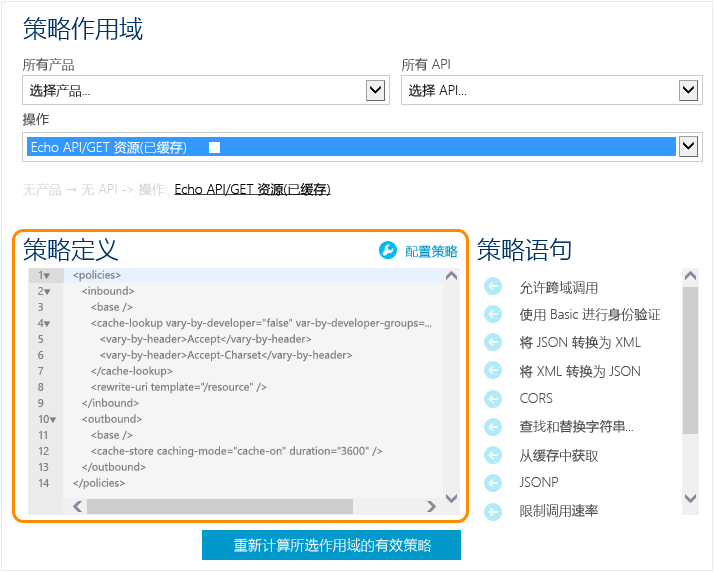 策略作用域
所有产品 所有 API
选择产品... 选择 API...
操作
Echo API/GET 资源(已缓存)
无产品 → 无 API -> 操作: Echo API/GET 资源(已缓存)
策略定义 配置策略
1 <policies>
2 <inbound>
3 <base />
4 <cache-lookup vary-by-developer="false" var-by-developer-groups=...
5 <vary-by-header>Accept</vary-by-header>
6 <vary-by-header>Accept-Charset</vary-by-header>
7 </cache-lookup>
8 <rewrite-uri template="/resource" />
9 </inbound>
10 <outbound>
11 <base />
12 <cache-store caching-mode="cache-on" duration="3600" />
13 </outbound>
14 </policies>
策略语句
允许跨域调用
使用 Basic 进行身份验证
将 JSON 转换为 XML
将 XML 转换为 JSON
CORS
查找和替换字符串...
从缓存中获取
JSONP
限制调用速率
重新计算所选作用域的有效策略